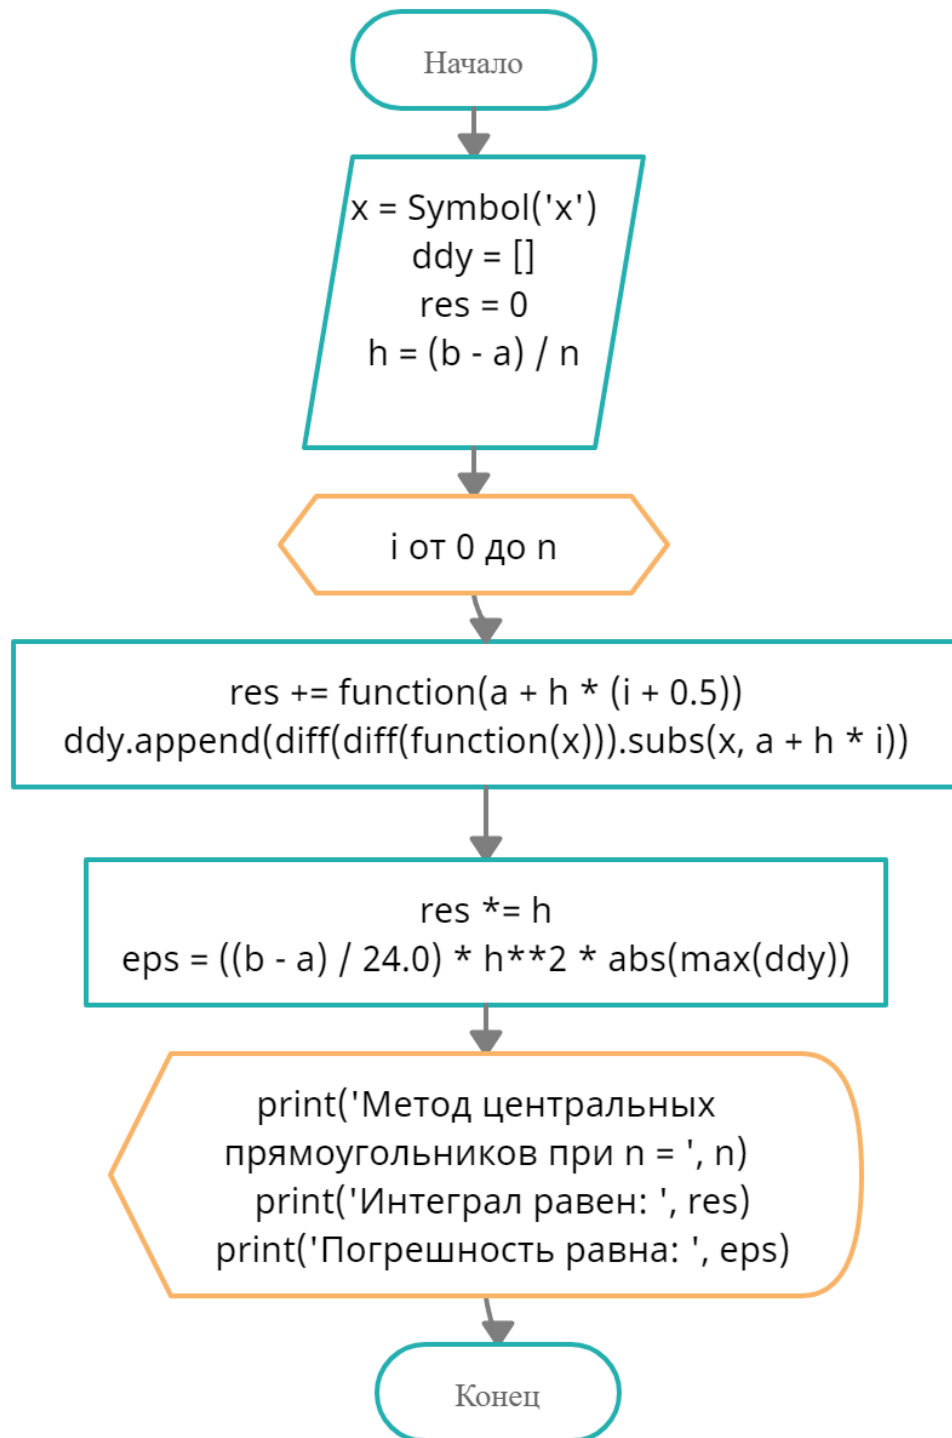 Начало
x = Symbol('x')
ddy = []
res = 0
h = (b - a) / n
i от 0 до n
res += function(a + h * (i + 0.5))
ddy.append(diff(diff(function(x))).subs(x, a + h * i))
res *= h
eps = ((b - a) / 24.0) * h**2 * abs(max(ddy))
print('Метод центральных
прямоугольников при n = ', n)
print('Интеграл равен: ', res)
print('Погрешность равна: ', eps)
Конец